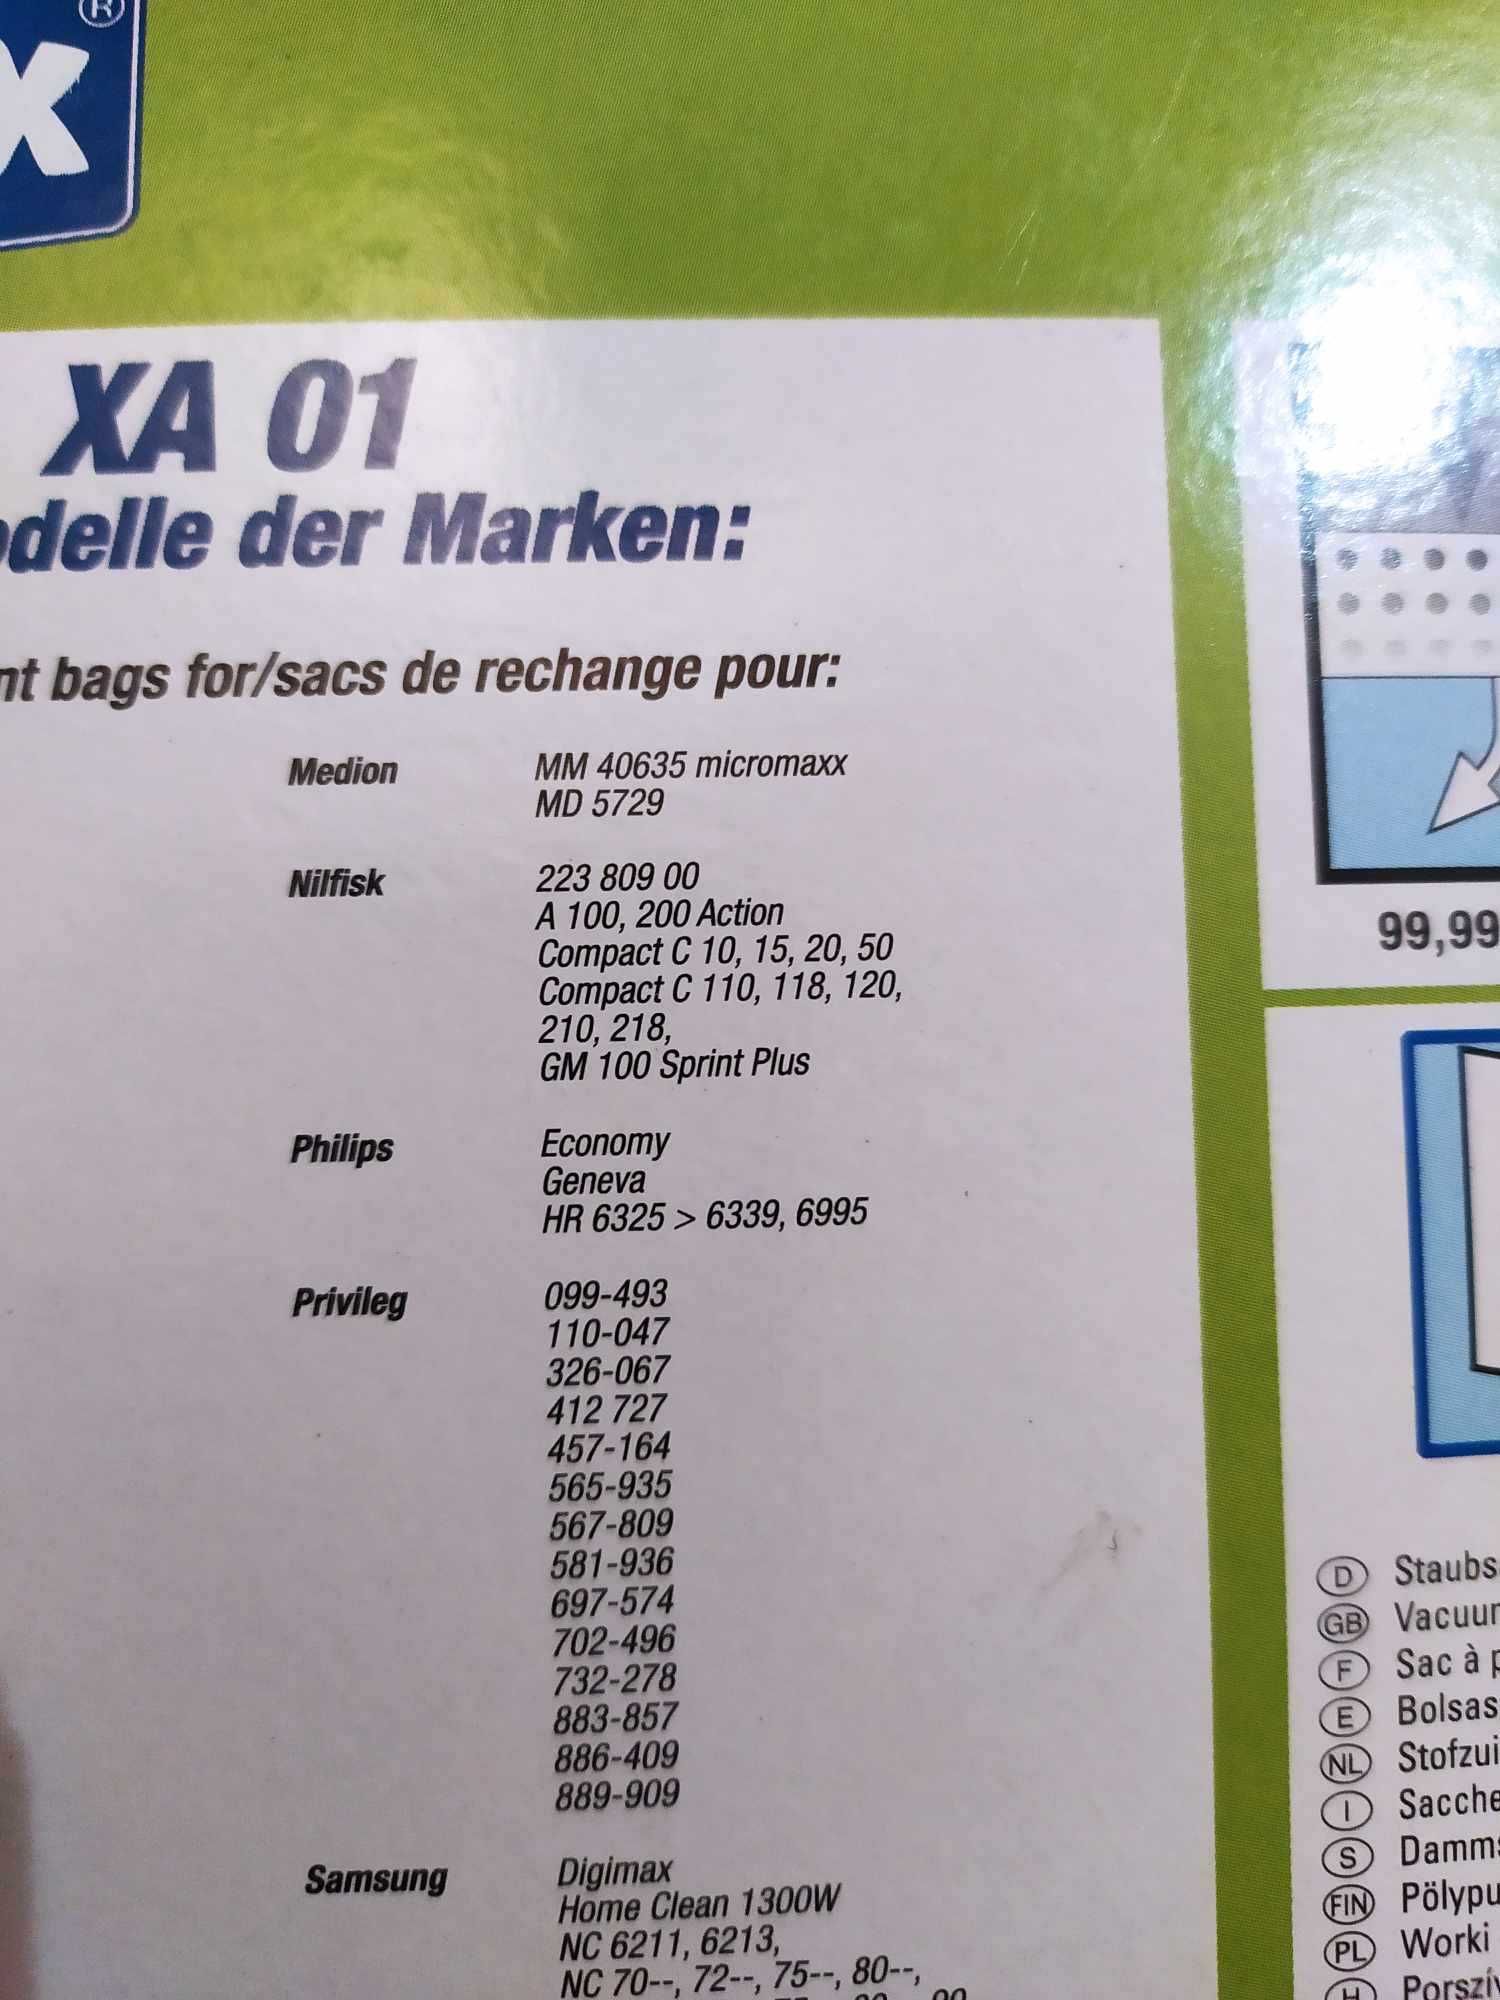 x®
XA 01
odelle der Marken:
nt bags for/sacs de rechange pour:
Medion MM 40635 micromaxx
MD 5729
Nilfisk 223 809 00
A 100, 200 Action
Compact C 10, 15, 20, 50
Compact C 110, 118, 120,
210, 218,
GM 100 Sprint Plus
Philips Economy
Geneva
HR 6325 > 6339, 6995
Privileg 099-493
110-047
326-067
412 727
457-164
565-935
567-809
581-936
697-574
702-496
732-278
883-857
886-409
889-909
Samsung Digimax
Home Clean 1300W
NC 6211, 6213,
NC 70--, 72--, 75--, 80--,
99,99
D Staubs
GB Vacuu
F Sac à p
E Bolsas
NL Stofzui
I Sacche
S Damms
FIN Pölypu
PL Worki
H Porszív